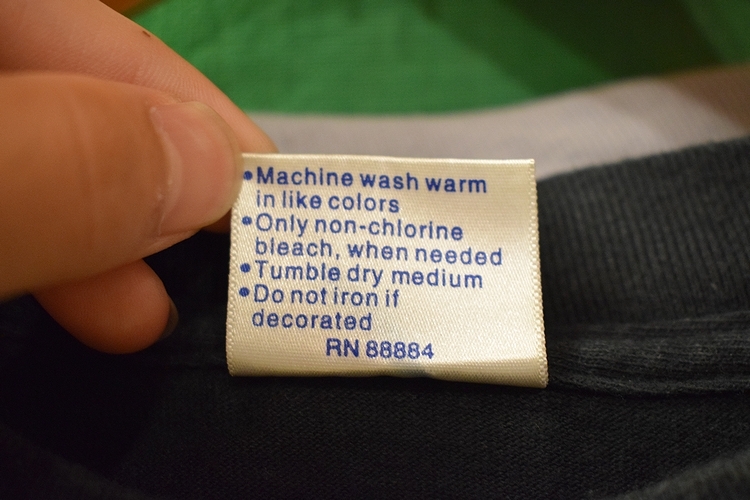 •Machine wash warm
in like colors
•Only non-chlorine
bleach, when needed
•Tumble dry medium
•Do not iron if
decorated
RN 88884